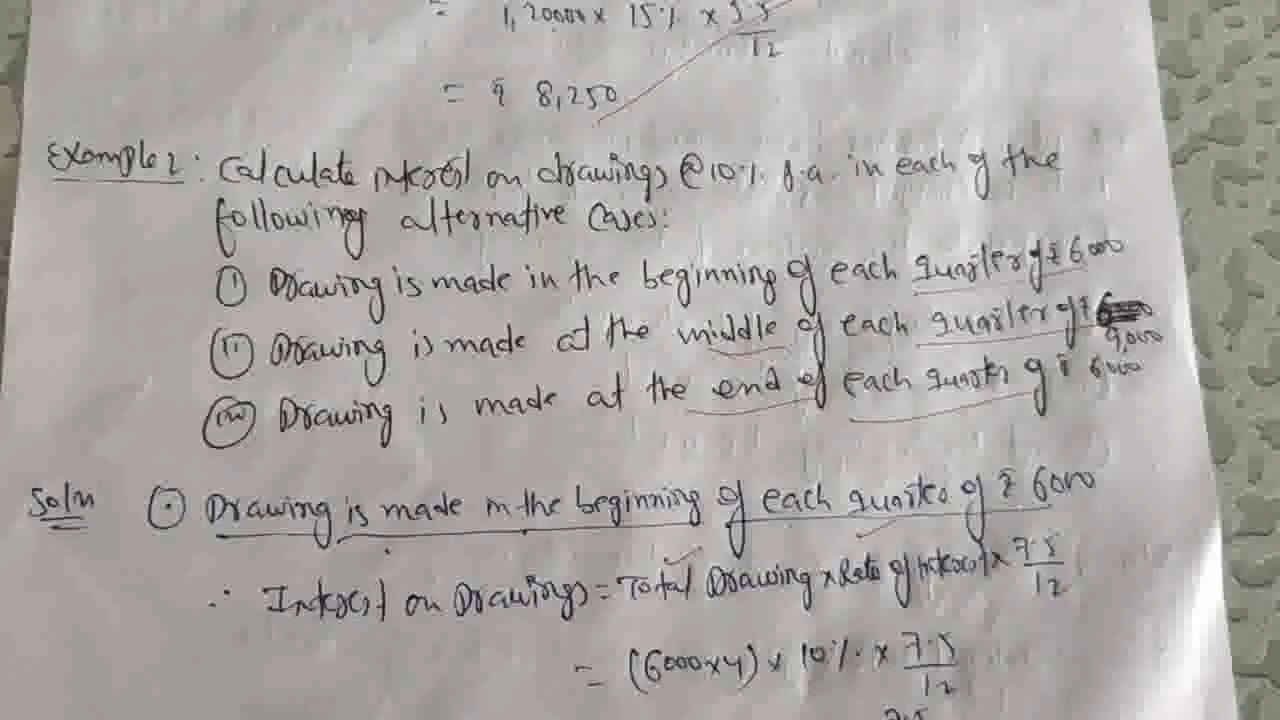 = 1,20000 x 15% x 5.5/12
= ₹ 8,250
Example 2: Calculate interest on drawings @ 10% p.a. in each of the
following alternative Cases:
(i) Drawing is made in the beginning of each quarter of ₹ 6000
(ii) Drawing is made at the middle of each quarter of ₹
9,000
(iii) Drawing is made at the end of each quarter of ₹ 6000
Soln (i) Drawing is made in the beginning of each quarter of ₹ 6000
∴ Interest on Drawings = Total Drawing x Rate of Interest x 7.5/12
= (6000x4) x 10% x 7.5/12
7.5